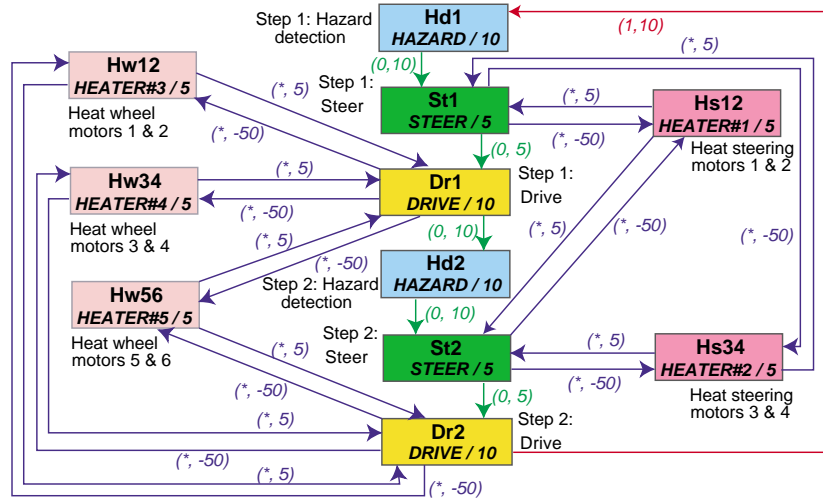 Step 1: Hazard
detection
Hd1
HAZARD / 10
(1,10)
(0,10)
(*, 5)
Hw12
HEATER#3 / 5
Heat wheel
motors 1 & 2
(*, 5)
(*, -50)
Step 1:
Steer
St1
STEER / 5
(*, 5)
(*, -50)
Hs12
HEATER#1 / 5
Heat steering
motors 1 & 2
(0, 5)
Hw34
HEATER#4 / 5
Heat wheel
motors 3 & 4
(*, 5)
(*, -50)
Dr1
DRIVE / 10
Step 1:
Drive
(*, 5)
(*, -50)
(*, -50)
(0, 10)
(*, 5)
(*, -50)
Hw56
HEATER#5 / 5
Heat wheel
motors 5 & 6
Step 2: Hazard
detection
Hd2
HAZARD / 10
(0, 10)
Step 2:
Steer
St2
STEER / 5
(*, 5)
(*, -50)
Hs34
HEATER#2 / 5
Heat steering
motors 3 & 4
(*, 5)
(*, -50)
(0, 5)
(*, 5)
Dr2
DRIVE / 10
Step 2:
Drive
(*, -50)
(*, 5)
(*, -50)